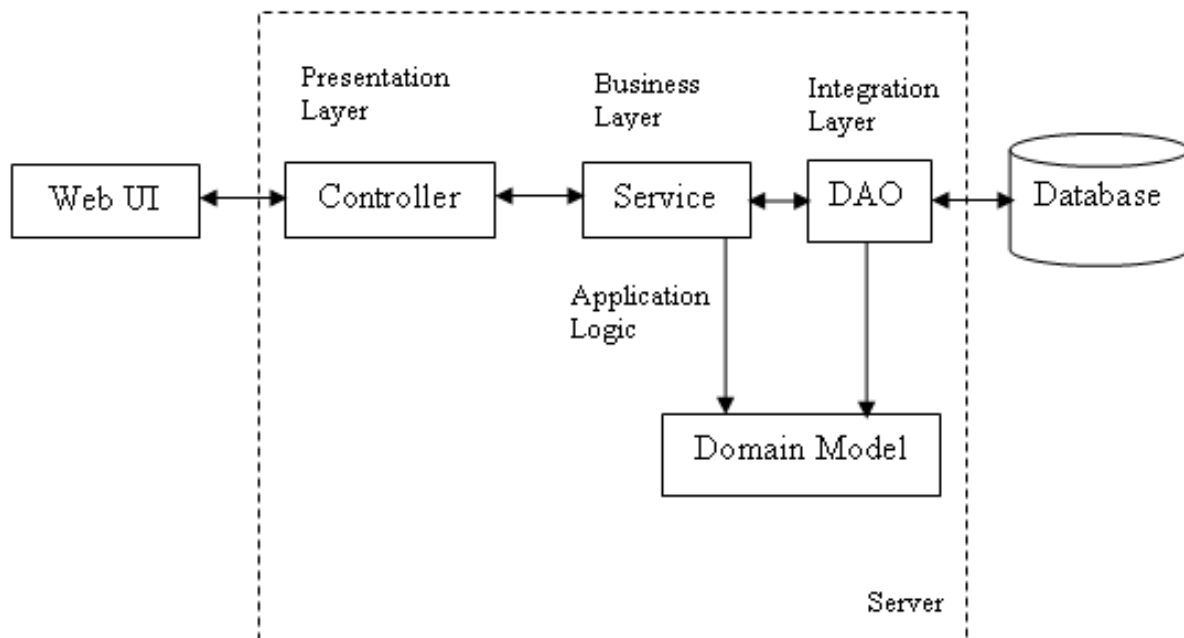 Presentation
Layer
Business
Layer
Integration
Layer
Web UI
Controller
Service
DAO
Database
Application
Logic
Domain Model
Server